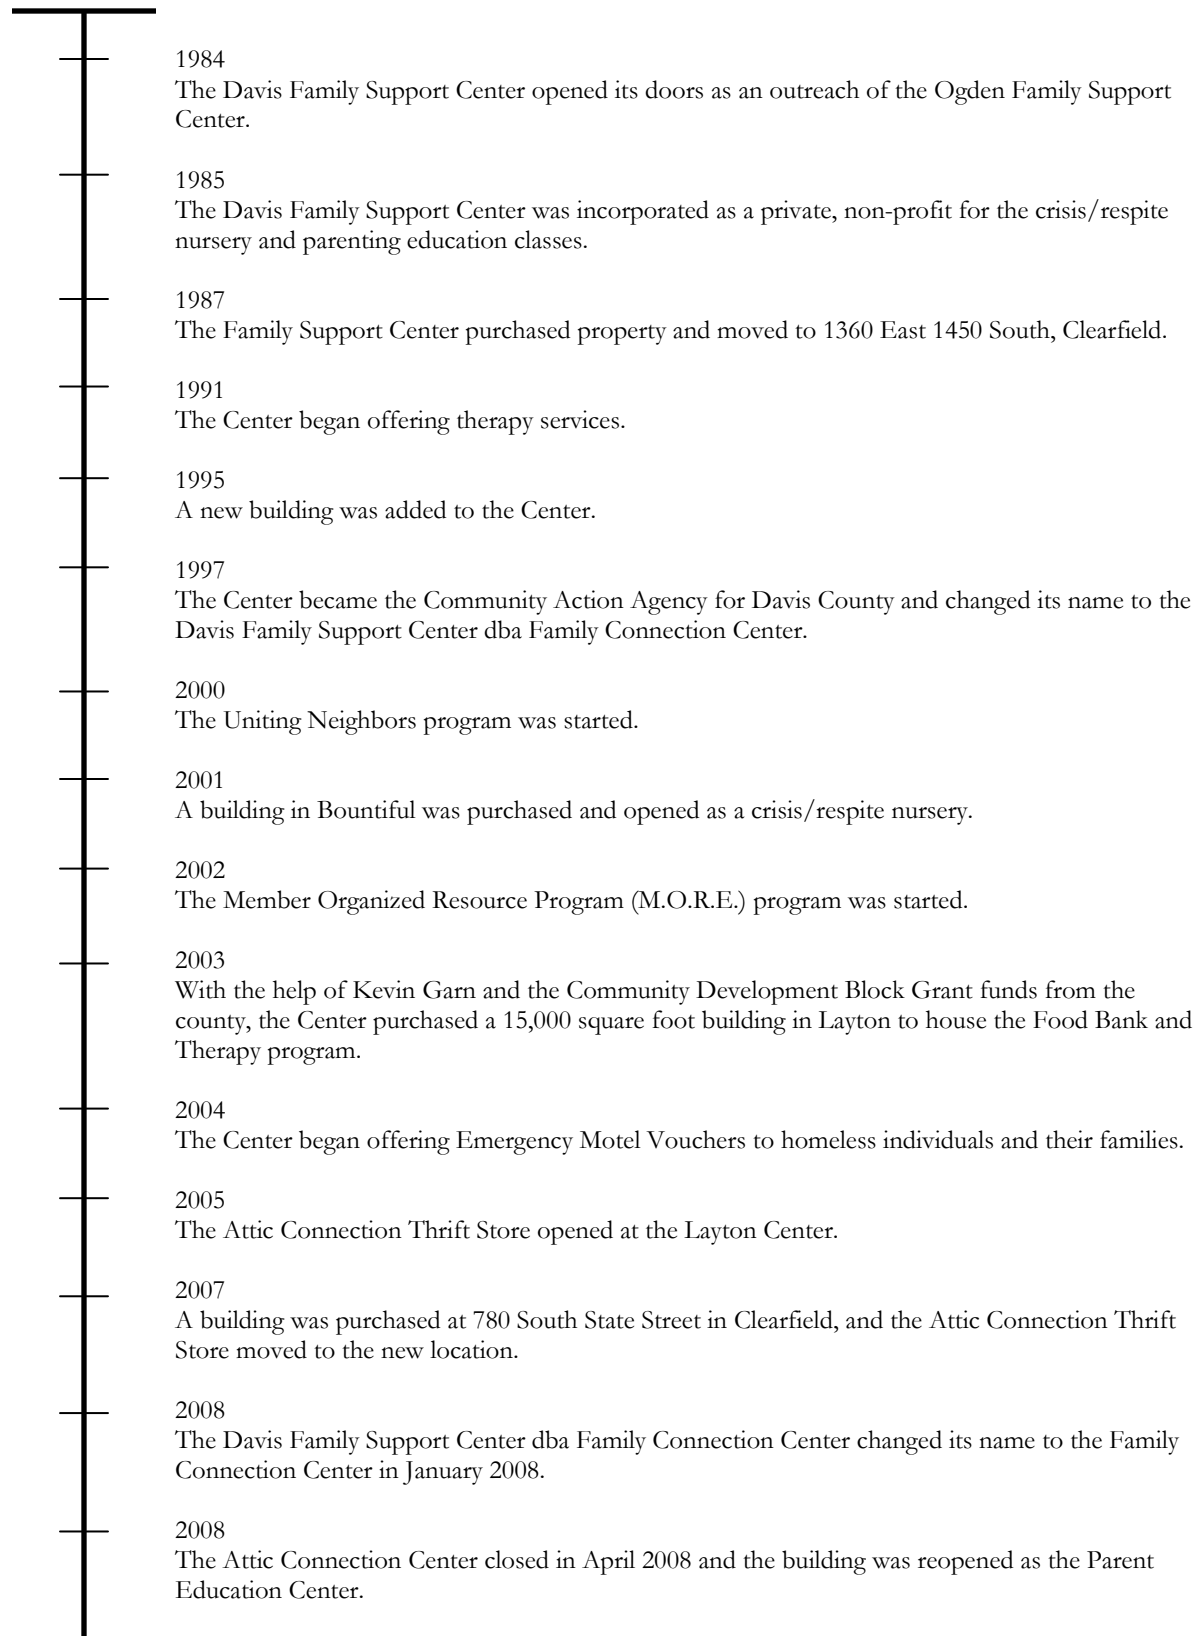 1984
The Davis Family Support Center opened its doors as an outreach of the Ogden Family Support
Center.
1985
The Davis Family Support Center was incorporated as a private, non-profit for the crisis/respite
nursery and parenting education classes.
1987
The Family Support Center purchased property and moved to 1360 East 1450 South, Clearfield.
1991
The Center began offering therapy services.
1995
A new building was added to the Center.
1997
The Center became the Community Action Agency for Davis County and changed its name to the
Davis Family Support Center dba Family Connection Center.
2000
The Uniting Neighbors program was started.
2001
A building in Bountiful was purchased and opened as a crisis/respite nursery.
2002
The Member Organized Resource Program (M.O.R.E.) program was started.
2003
With the help of Kevin Garn and the Community Development Block Grant funds from the
county, the Center purchased a 15,000 square foot building in Layton to house the Food Bank and
Therapy program.
2004
The Center began offering Emergency Motel Vouchers to homeless individuals and their families.
2005
The Attic Connection Thrift Store opened at the Layton Center.
2007
A building was purchased at 780 South State Street in Clearfield, and the Attic Connection Thrift
Store moved to the new location.
2008
The Davis Family Support Center dba Family Connection Center changed its name to the Family
Connection Center in January 2008.
2008
The Attic Connection Center closed in April 2008 and the building was reopened as the Parent
Education Center.